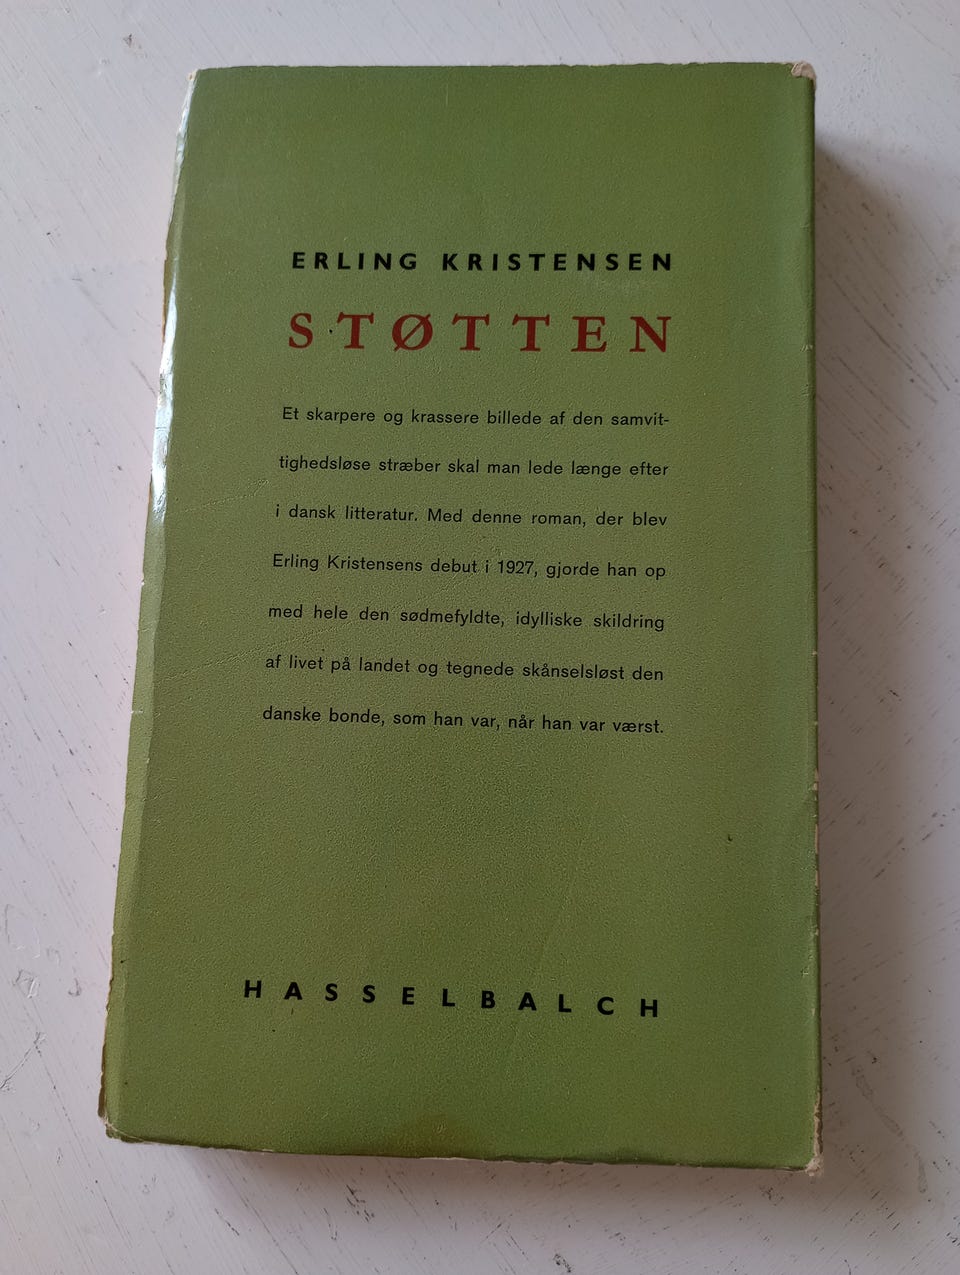 ERLING KRISTENSEN
STØTTEN
Et skarpere og krassere billede af den samvit-
tighedsløse stræber skal man lede længe efter
i dansk litteratur. Med denne roman, der blev
Erling Kristensens debut i 1927, gjorde han op
med hele den sødmefyldte, idylliske skildring
af livet på landet og tegnede skånselsløst den
danske bonde, som han var, når han var værst.
HASSELBALCH